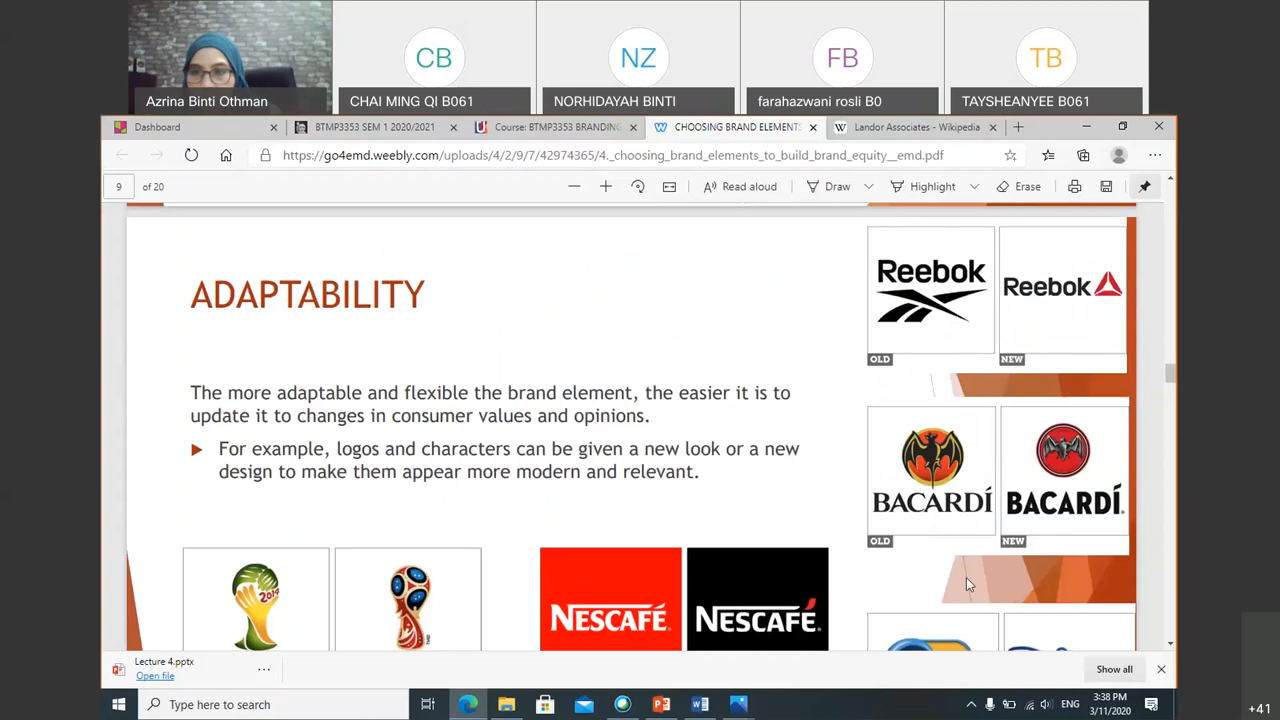 CB
NZ
FB
TB
Azrina Binti Othman
CHAI MING QI B061
NORHIDAYAH BINTI
farahazwani rosli B0
TAYSHEANYEE B061
Dashboard
BTMP3353 SEM 1 2020/2021
Course: BTMP3353 BRANDING
CHOOSING BRAND ELEMENTS
Landor Associates - Wikipedia
https://go4emd.weebly.com/uploads/4/2/9/7/42974365/4._choosing_brand_elements_to_build_brand_equity__emd.pdf
9 of 20
Read aloud
Draw
Highlight
Erase
ADAPTABILITY
The more adaptable and flexible the brand element, the easier it is to
update it to changes in consumer values and opinions.
For example, logos and characters can be given a new look or a new
design to make them appear more modern and relevant.
Reebok
OLD
Reebok
NEW
BACARDÍ
OLD
BACARDÍ
NEW
2014
NESCAFÉ
NESCAFÉ
Lecture 4.pptx
Open file
Show all
Type here to search
ENG
3:38 PM
3/11/2020
+41